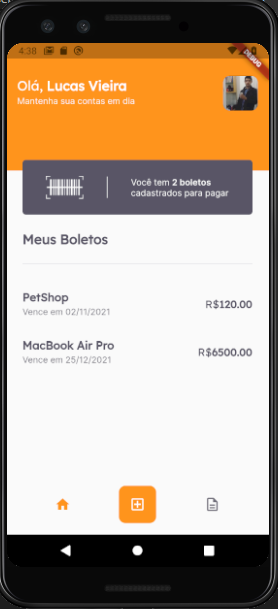 4:38
DEBUG
Olá, Lucas Vieira
Mantenha sua contas em dia
Você tem 2 boletos
cadastrados para pagar
Meus Boletos
PetShop
R$120.00
Vence em 02/11/2021
MacBook Air Pro
R$6500.00
Vence em 25/12/2021